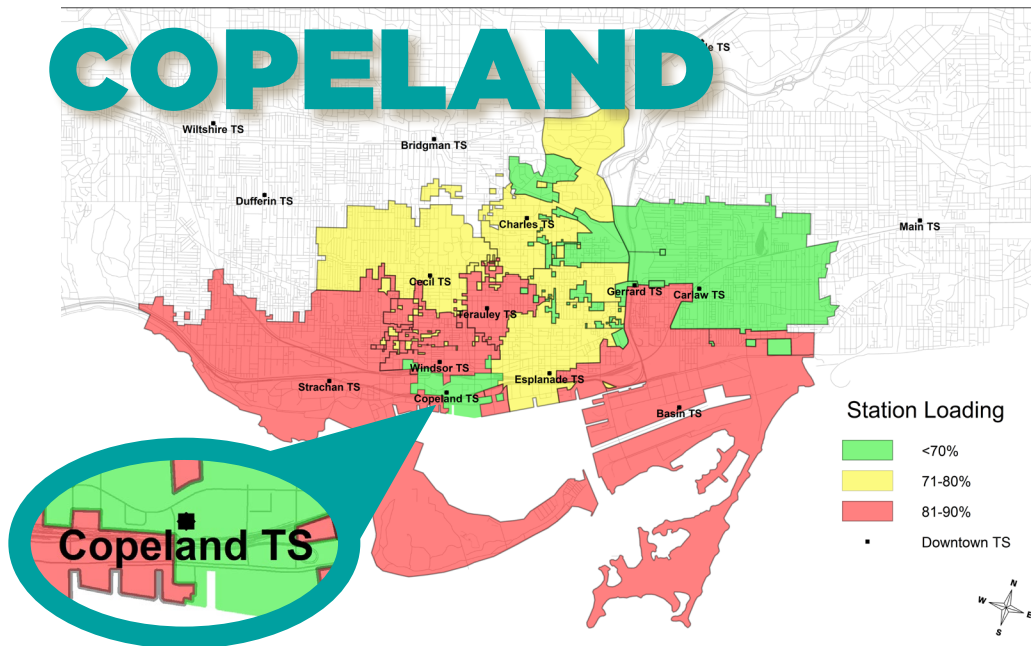 COPELAND
le TS
Wiltshire TS
Bridgman TS
Dufferin TS
Charles TS
Main TS
Cecil TS
Gerrard TS
Carlaw TS
Terauley TS
Windsor TS
Esplanade TS
Strachan TS
Copeland TS
Basin TS
Station Loading
<70%
71-80%
81-90%
Downtown TS
Copeland TS
N
W
E
S